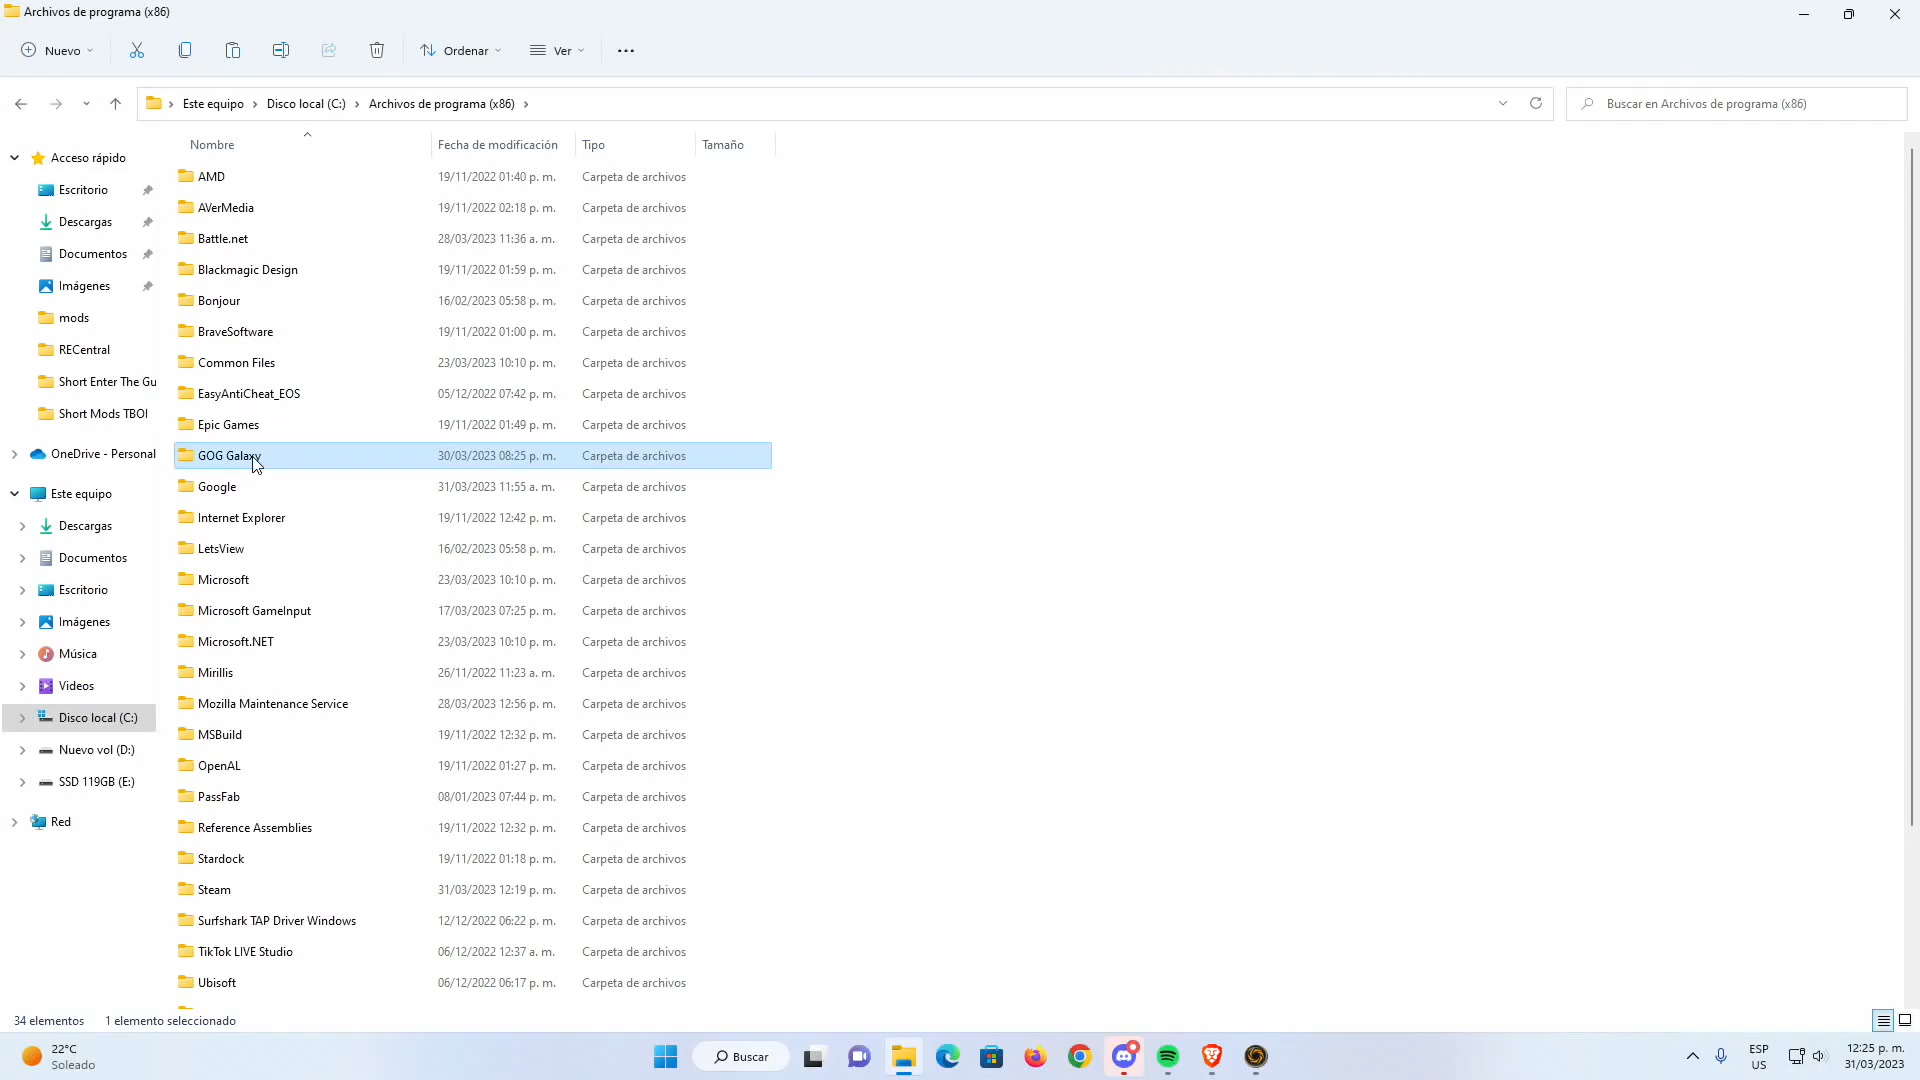 Archivos de programa (x86)
Nuevo
Ordenar
Ver
Este equipo
Disco local (C:)
Archivos de programa (x86)
Buscar en Archivos de programa (x86)
Nombre Fecha de modificación Tipo Tamaño
Acceso rápido
Escritorio
Descargas
Documentos
Imágenes
mods
RECentral
Short Enter The Gu
Short Mods TBOI
OneDrive - Personal
Este equipo
Descargas
Documentos
Escritorio
Imágenes
Música
Videos
Disco local (C:)
Nuevo vol (D:)
SSD 119GB (E:)
Red
AMD 19/11/2022 01:40 p. m. Carpeta de archivos
AVerMedia 19/11/2022 02:18 p. m. Carpeta de archivos
Battle.net 28/03/2023 11:36 a. m. Carpeta de archivos
Blackmagic Design 19/11/2022 01:59 p. m. Carpeta de archivos
Bonjour 16/02/2023 05:58 p. m. Carpeta de archivos
BraveSoftware 19/11/2022 01:00 p. m. Carpeta de archivos
Common Files 23/03/2023 10:10 p. m. Carpeta de archivos
EasyAntiCheat_EOS 05/12/2022 07:42 p. m. Carpeta de archivos
Epic Games 19/11/2022 01:49 p. m. Carpeta de archivos
GOG Galaxy 30/03/2023 08:25 p. m. Carpeta de archivos
Google 31/03/2023 11:55 a. m. Carpeta de archivos
Internet Explorer 19/11/2022 12:42 p. m. Carpeta de archivos
LetsView 16/02/2023 05:58 p. m. Carpeta de archivos
Microsoft 23/03/2023 10:10 p. m. Carpeta de archivos
Microsoft GameInput 17/03/2023 07:25 p. m. Carpeta de archivos
Microsoft.NET 23/03/2023 10:10 p. m. Carpeta de archivos
Mirillis 26/11/2022 11:23 a. m. Carpeta de archivos
Mozilla Maintenance Service 28/03/2023 12:56 p. m. Carpeta de archivos
MSBuild 19/11/2022 12:32 p. m. Carpeta de archivos
OpenAL 19/11/2022 01:27 p. m. Carpeta de archivos
PassFab 08/01/2023 07:44 p. m. Carpeta de archivos
Reference Assemblies 19/11/2022 12:32 p. m. Carpeta de archivos
Stardock 19/11/2022 01:18 p. m. Carpeta de archivos
Steam 31/03/2023 12:19 p. m. Carpeta de archivos
Surfshark TAP Driver Windows 12/12/2022 06:22 p. m. Carpeta de archivos
TikTok LIVE Studio 06/12/2022 12:37 a. m. Carpeta de archivos
Ubisoft 06/12/2022 06:17 p. m. Carpeta de archivos
34 elementos 1 elemento seleccionado
22°C
Soleado
Buscar
ESP
US
12:25 p. m.
31/03/2023